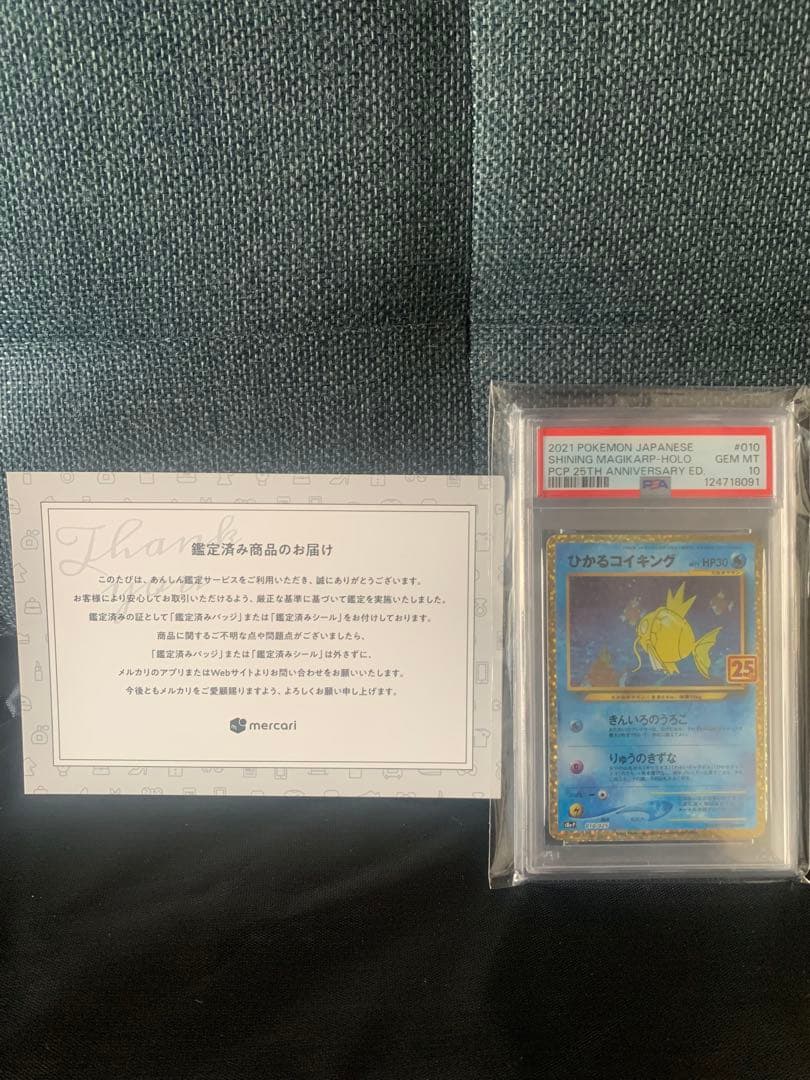 Thank you
鑑定済み商品のお届け
このたびは、あんしん鑑定サービスをご利用いただき、誠にありがとうございます。
お客様により安心してお取引いただけるよう、厳正な基準に基づいて鑑定を実施いたしました。
鑑定済みの証として「鑑定済みバッジ」または「鑑定済みシール」をお付けしております。
商品に関するご不明な点や問題点がございましたら、
「鑑定済みバッジ」または「鑑定済みシール」は外さずに、
メルカリのアプリまたはWebサイトよりお問い合わせをお願いいたします。
今後ともメルカリをご愛顧賜りますよう、よろしくお願い申し上げます。
mercari
2021 POKEMON JAPANESE #010
SHINING MAGIKARP-HOLO GEM MT
PCP 25TH ANNIVERSARY ED. 10
PSA 124718091
ひかるコイキング HP30
25
きんいろのうろこ
りゅうのきずな